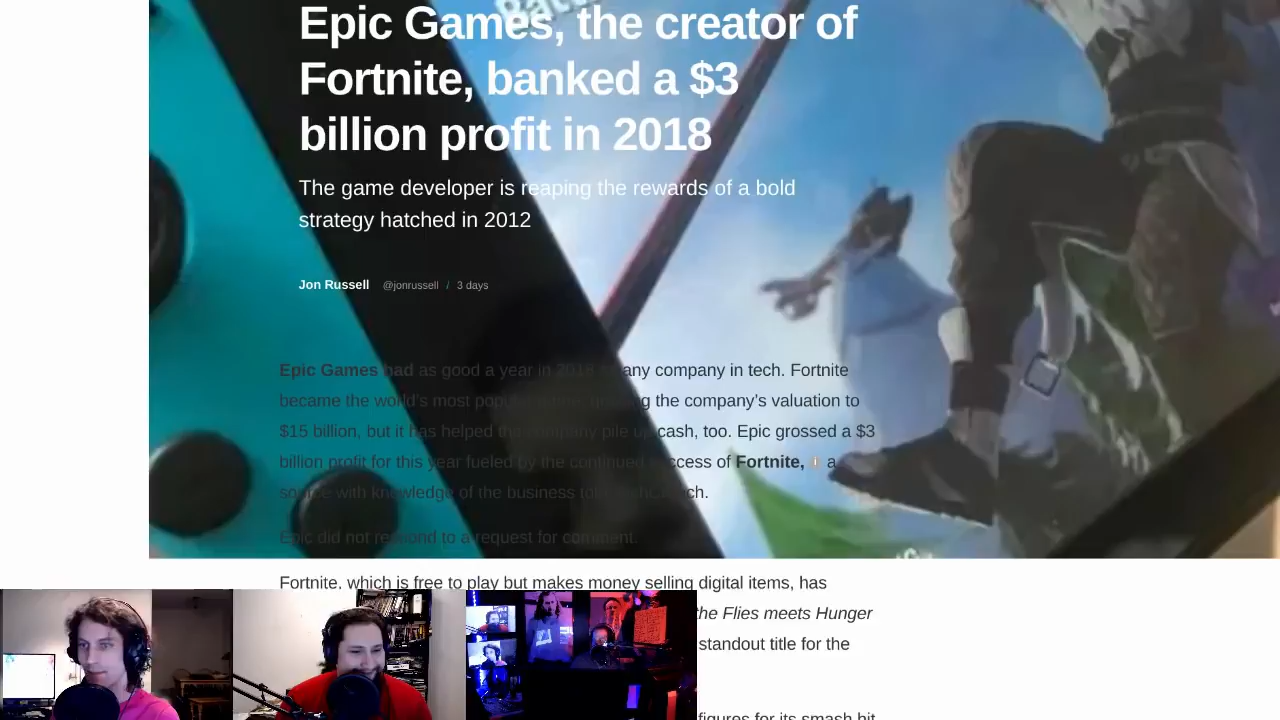 Battl
Epic Games, the creator of
Fortnite, banked a $3
billion profit in 2018
The game developer is reaping the rewards of a bold
strategy hatched in 2012
Jon Russell @jonrussell / 3 days
Epic Games had as good a year in 2018 any company in tech. Fortnite
became the world's most popular the company's valuation to
$15 billion, but it has helped the company pile up cash, too. Epic grossed a $3
billion profit for this year fueled by the continued success of Fortnite, a
source with knowledge of the business told
Epic did not respond to a request for comment.
Fortnite, which is free to play but makes money selling digital items, has
the Flies meets Hunger
standout title for the
figures for its smash hit